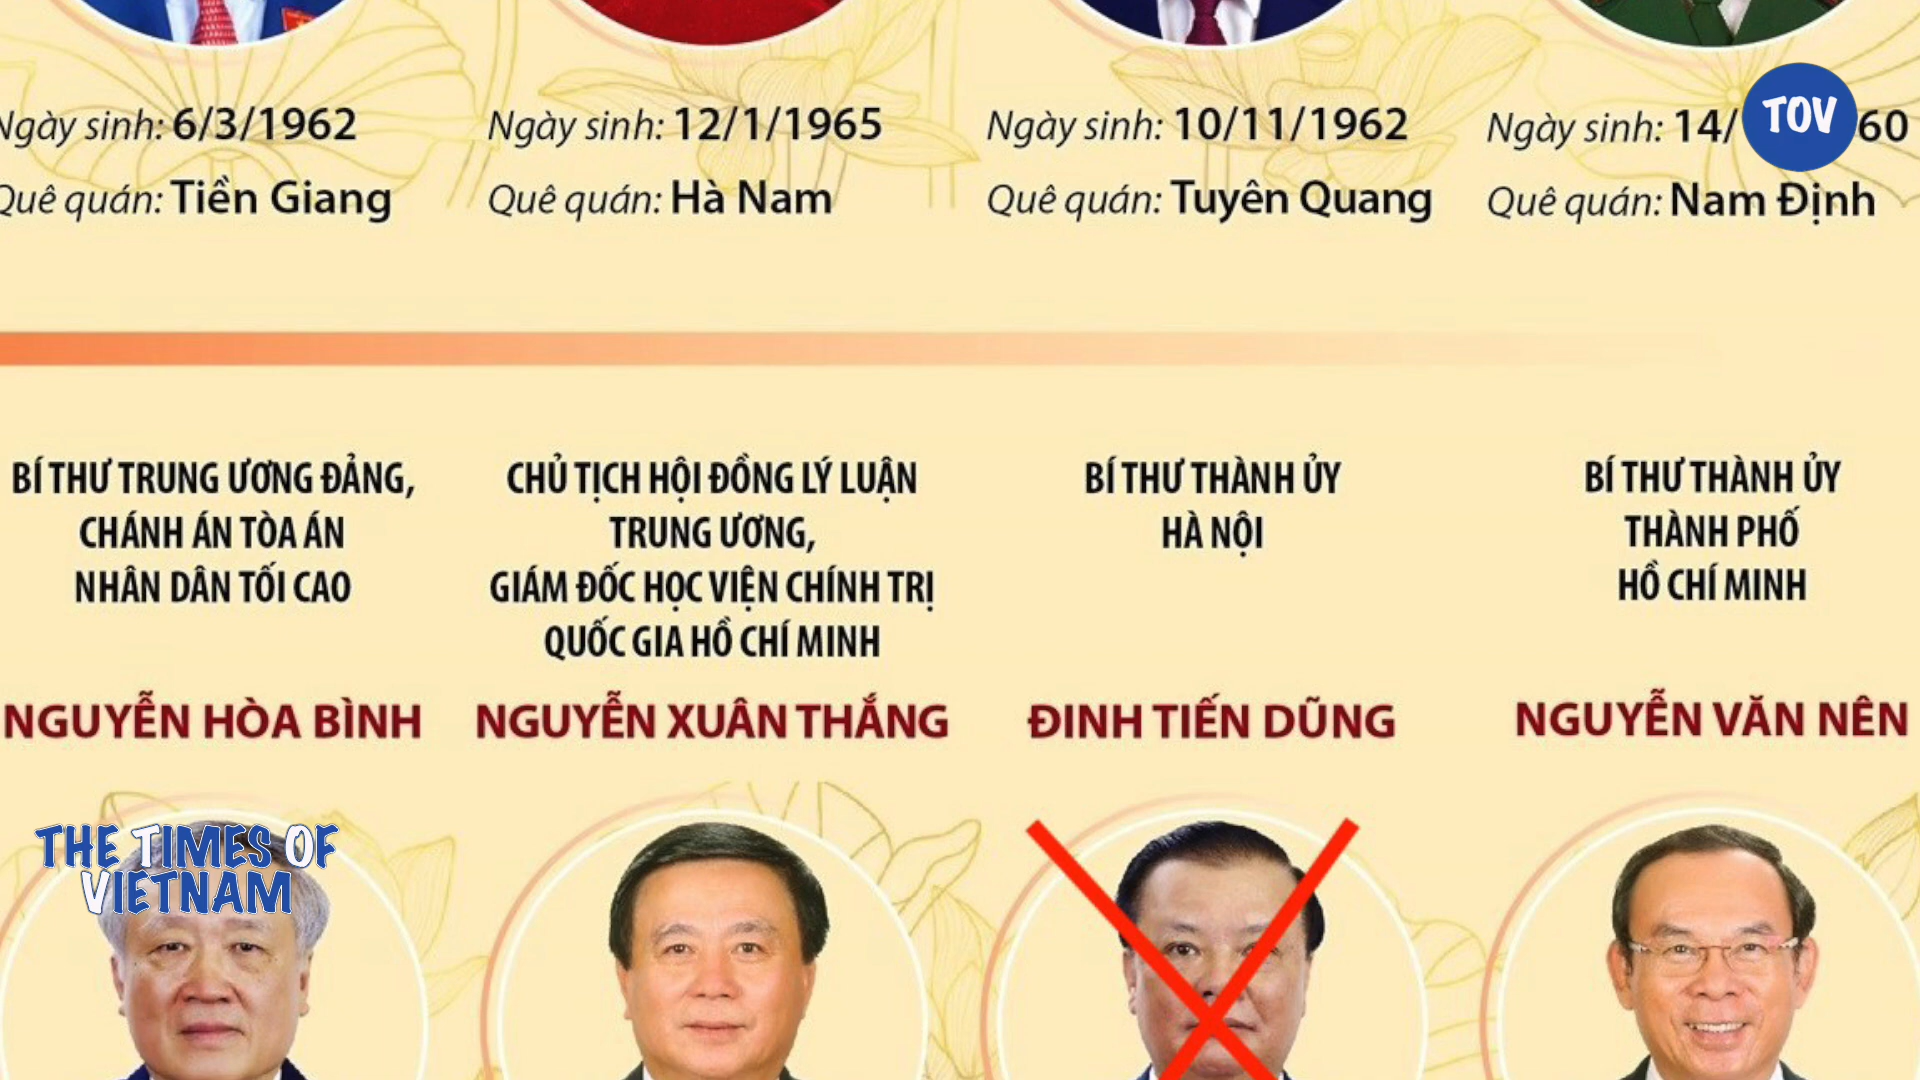 Ngày sinh: 6/3/1962
Quê quán: Tiền Giang
Ngày sinh: 12/1/1965
Quê quán: Hà Nam
Ngày sinh: 10/11/1962
Quê quán: Tuyên Quang
Ngày sinh: 14/ 60
Quê quán: Nam Định
TOV
BÍ THƯ TRUNG ƯƠNG ĐẢNG,
CHÁNH ÁN TÒA ÁN
NHÂN DÂN TỐI CAO
NGUYỄN HÒA BÌNH
CHỦ TỊCH HỘI ĐỒNG LÝ LUẬN
TRUNG ƯƠNG,
GIÁM ĐỐC HỌC VIỆN CHÍNH TRỊ
QUỐC GIA HỒ CHÍ MINH
NGUYỄN XUÂN THẮNG
BÍ THƯ THÀNH ỦY
HÀ NỘI
ĐINH TIẾN DŨNG
BÍ THƯ THÀNH ỦY
THÀNH PHỐ
HỒ CHÍ MINH
NGUYỄN VĂN NÊN
THE TIMES OF
VIETNAM